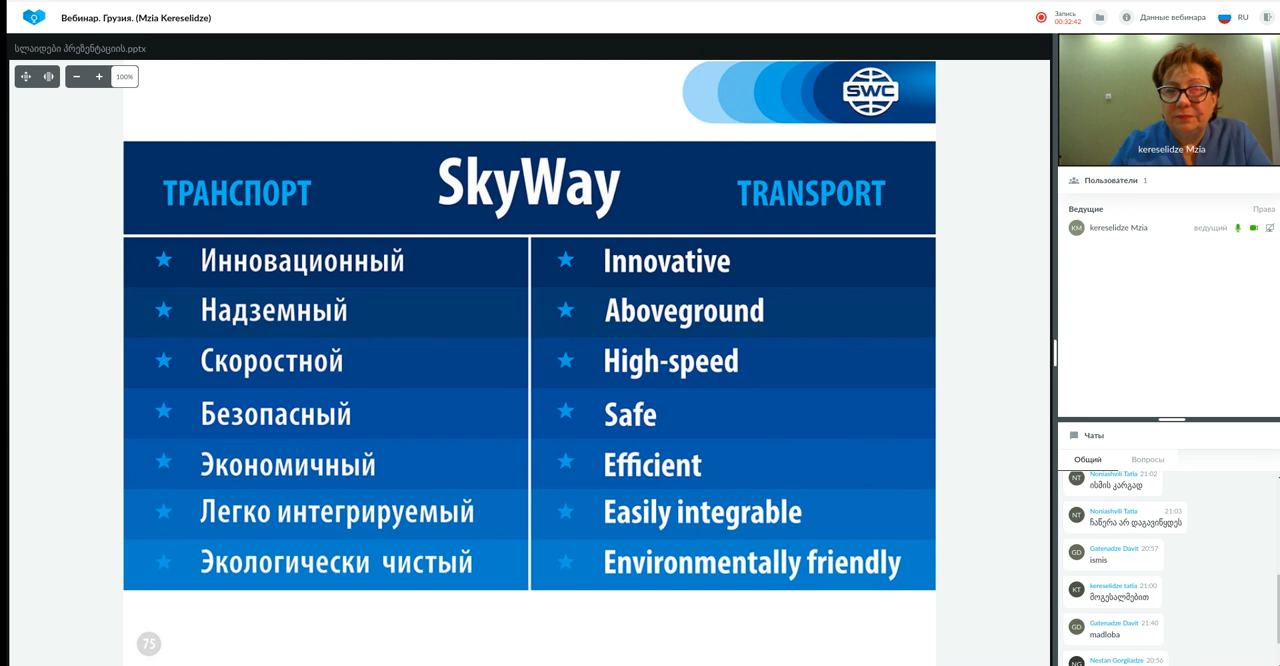 Вебинар. Грузия. (Mzia Kereselidze)
Запись
00:32:42
Данные вебинара
RU
სლაიდები პრეზენტაციის.pptx
100%
SWC
ТРАНСПОРТ
SkyWay
TRANSPORT
Инновационный
Innovative
Надземный
Aboveground
Скоростной
High-speed
Безопасный
Safe
Экономичный
Efficient
Легко интегрируемый
Easily integrable
Экологически чистый
Environmentally friendly
75
kereselidze Mzia
Пользователи 1
Ведущие
Права
KM
kereselidze Mzia
ведущий
Чаты
Общий
Вопросы
NT
Noniashvili Tatia 21:02
ისმის კარგად
NT
Noniashvili Tatia 21:03
ჩაწერა არ დაგავიწყდეს
GD
Gatenadze Davit 20:57
ismis
KT
kereselidze tatia 21:00
მოგესალმებით
GD
Gatenadze Davit 21:40
madloba
NG
Nestan Gorgiladze 20:56